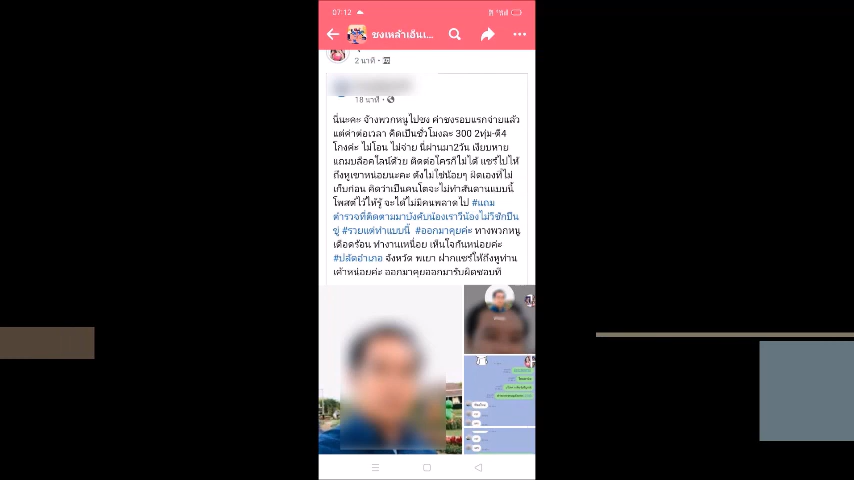 07:12
ชงเหล้าเอ็นเ...
2 นาที
18 นาที
นี่นะคะ จ้างพวกหนูไปชง ค่าชงรอบแรกจ่ายแล้ว
แต่ค่าต่อเวลา คิดเป็นชั่วโมงละ 300 2ทุ่ม-ตี4
โกงค่ะ ไม่โอน ไม่จ่าย นี่ผ่านมา2วัน เงียบหาย
แถมบล็อคไลน์ด้วย ติดต่อใครก็ไม่ได้ แชร์ไปให้
ถึงหูเขาหน่อยนะคะ ตังไม่ใช่น้อยๆ ผิดเองที่ไม่
เก็บก่อน คิดว่าเป็นคนโตจะไม่ทำสันดานแบบนี้
โพสต์ไว้ให้รู้ จะได้ไม่มีคนพลาดไป #แถม
ตำรวจที่ติดตามมาบังคับน้องเราวีน้องไม่วีชักปืน
ขู่ #รวยแต่ทำแบบนี้ #ออกมาคุยค่ะ ทางพวกหนู
เดือดร้อน ทำงานเหนื่อย เห็นใจกันหน่อยค่ะ
#ปลัดอำเภอ จังหวัด พเยา ฝากแชร์ให้ถึงหูท่าน
เค้าหน่อยค่ะ ออกมาคุยออกมารับผิดชอบที